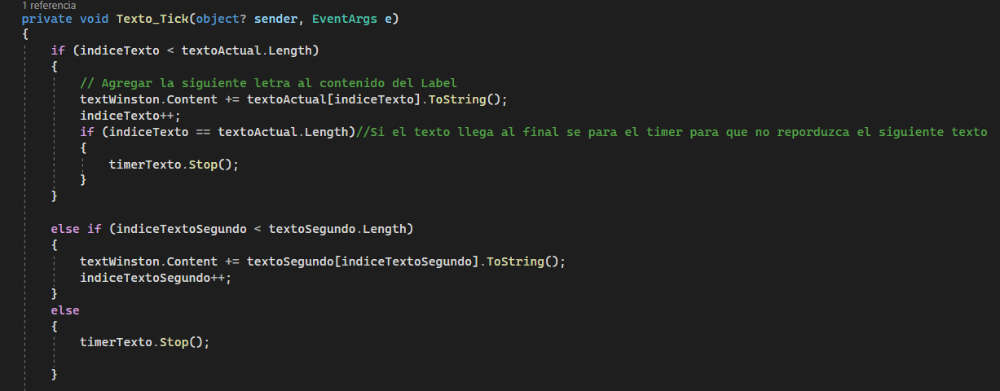 1 referencia
private void Texto_Tick(object? sender, EventArgs e)
{
if (indiceTexto < textoActual.Length)
{
// Agregar la siguiente letra al contenido del Label
textWinston.Content += textoActual[indiceTexto].ToString();
indiceTexto++;
if (indiceTexto == textoActual.Length)//Si el texto llega al final se para el timer para que no reporduzca el siguiente texto
{
timerTexto.Stop();
}
}
else if (indiceTextoSegundo < textoSegundo.Length)
{
textWinston.Content += textoSegundo[indiceTextoSegundo].ToString();
indiceTextoSegundo++;
}
else
{
timerTexto.Stop();
}